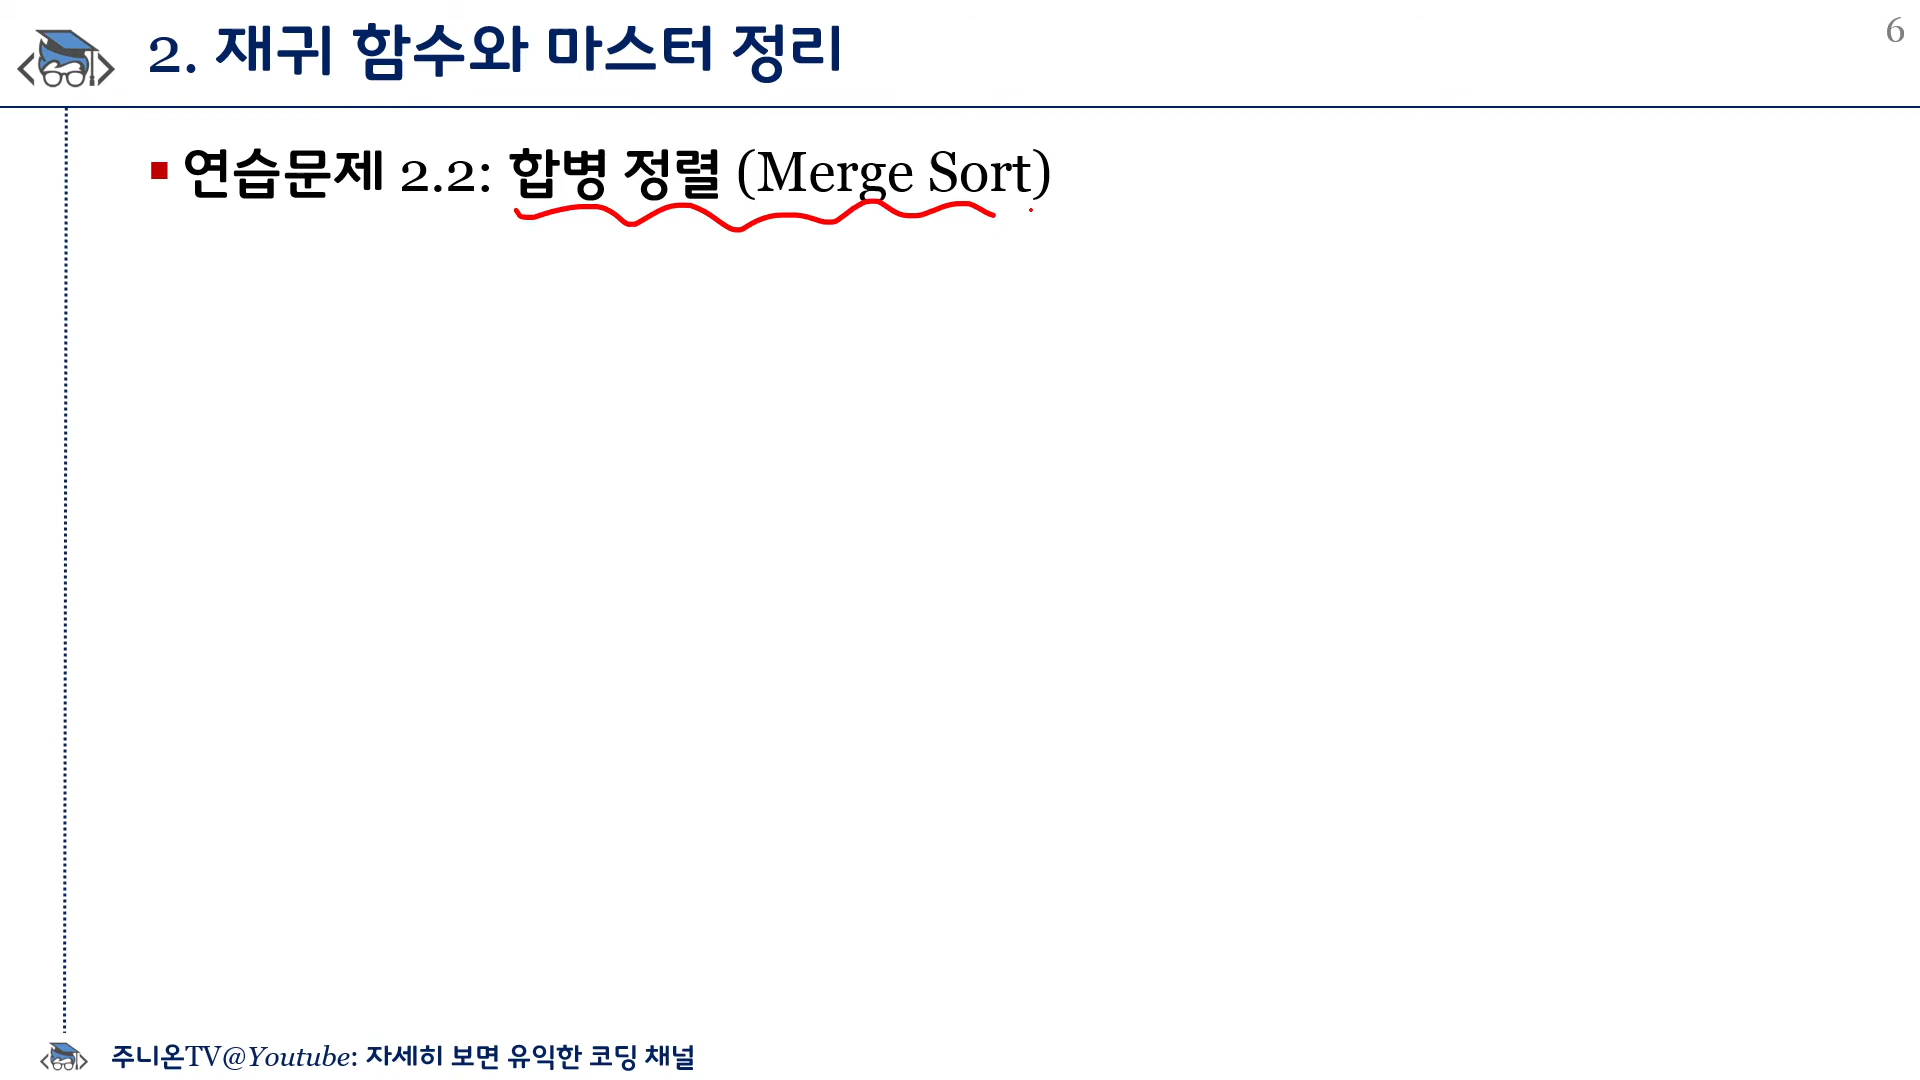 2. 재귀 함수와 마스터 정리
6
연습문제 2.2: 합병 정렬 (Merge Sort)
주니온TV@Youtube: 자세히 보면 유익한 코딩 채널